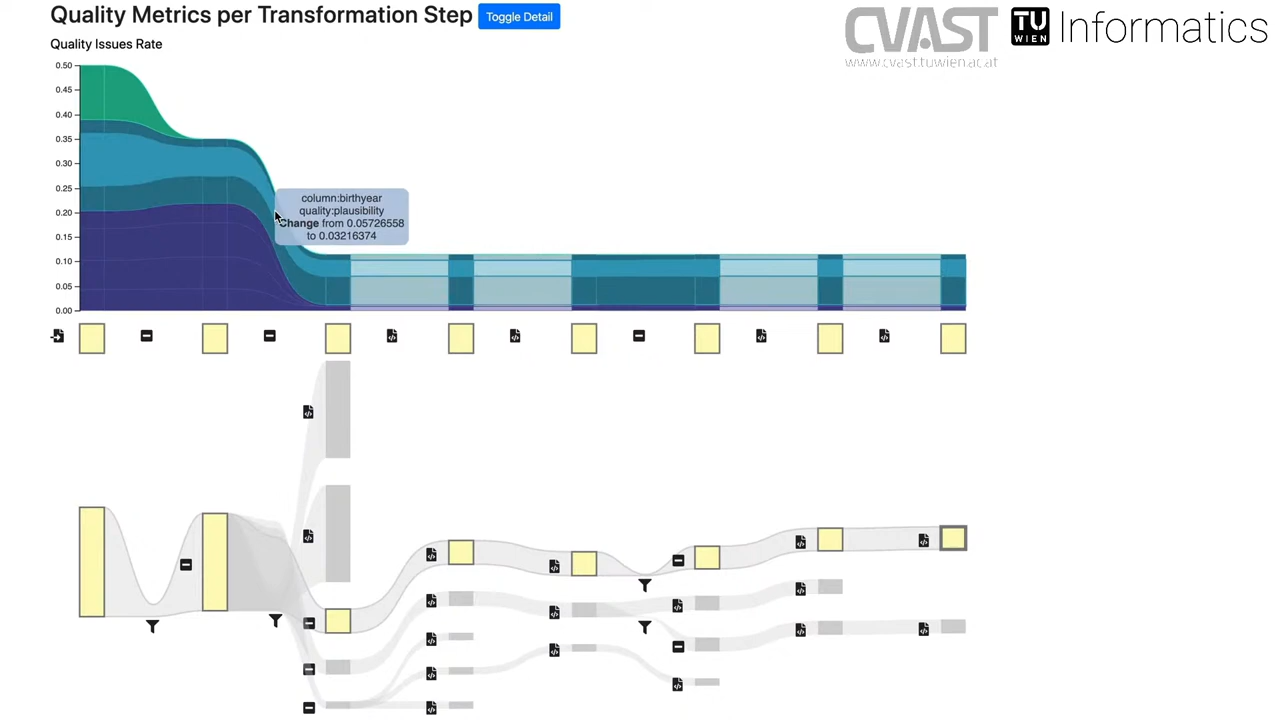 Quality Metrics per Transformation Step
Toggle Detail
CVAST
TU
WIEN
Informatics
www.cvast.tuwien.ac.at
Quality Issues Rate
0.50
0.45
0.40
0.35
0.30
0.25
0.20
0.15
0.10
0.05
0.00
column:birthyear
quality:plausibility
Change from 0.05726558
to 0.03216374